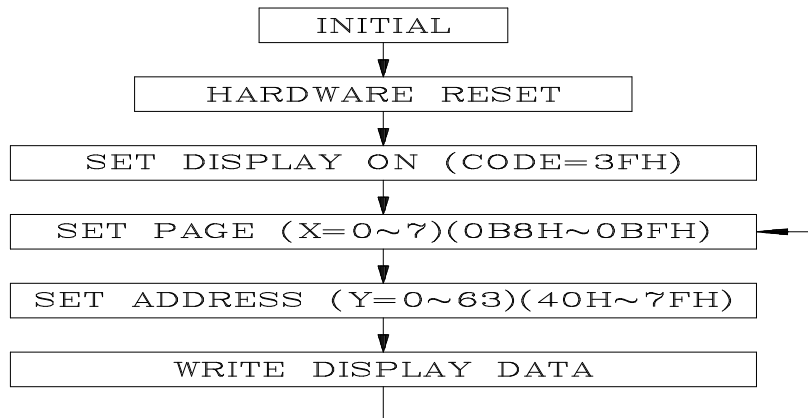 INITIAL
HARDWARE RESET
SET DISPLAY ON (CODE=3FH)
SET PAGE (X=0~7)(0B8H~0BFH)
SET ADDRESS (Y=0~63)(40H~7FH)
WRITE DISPLAY DATA